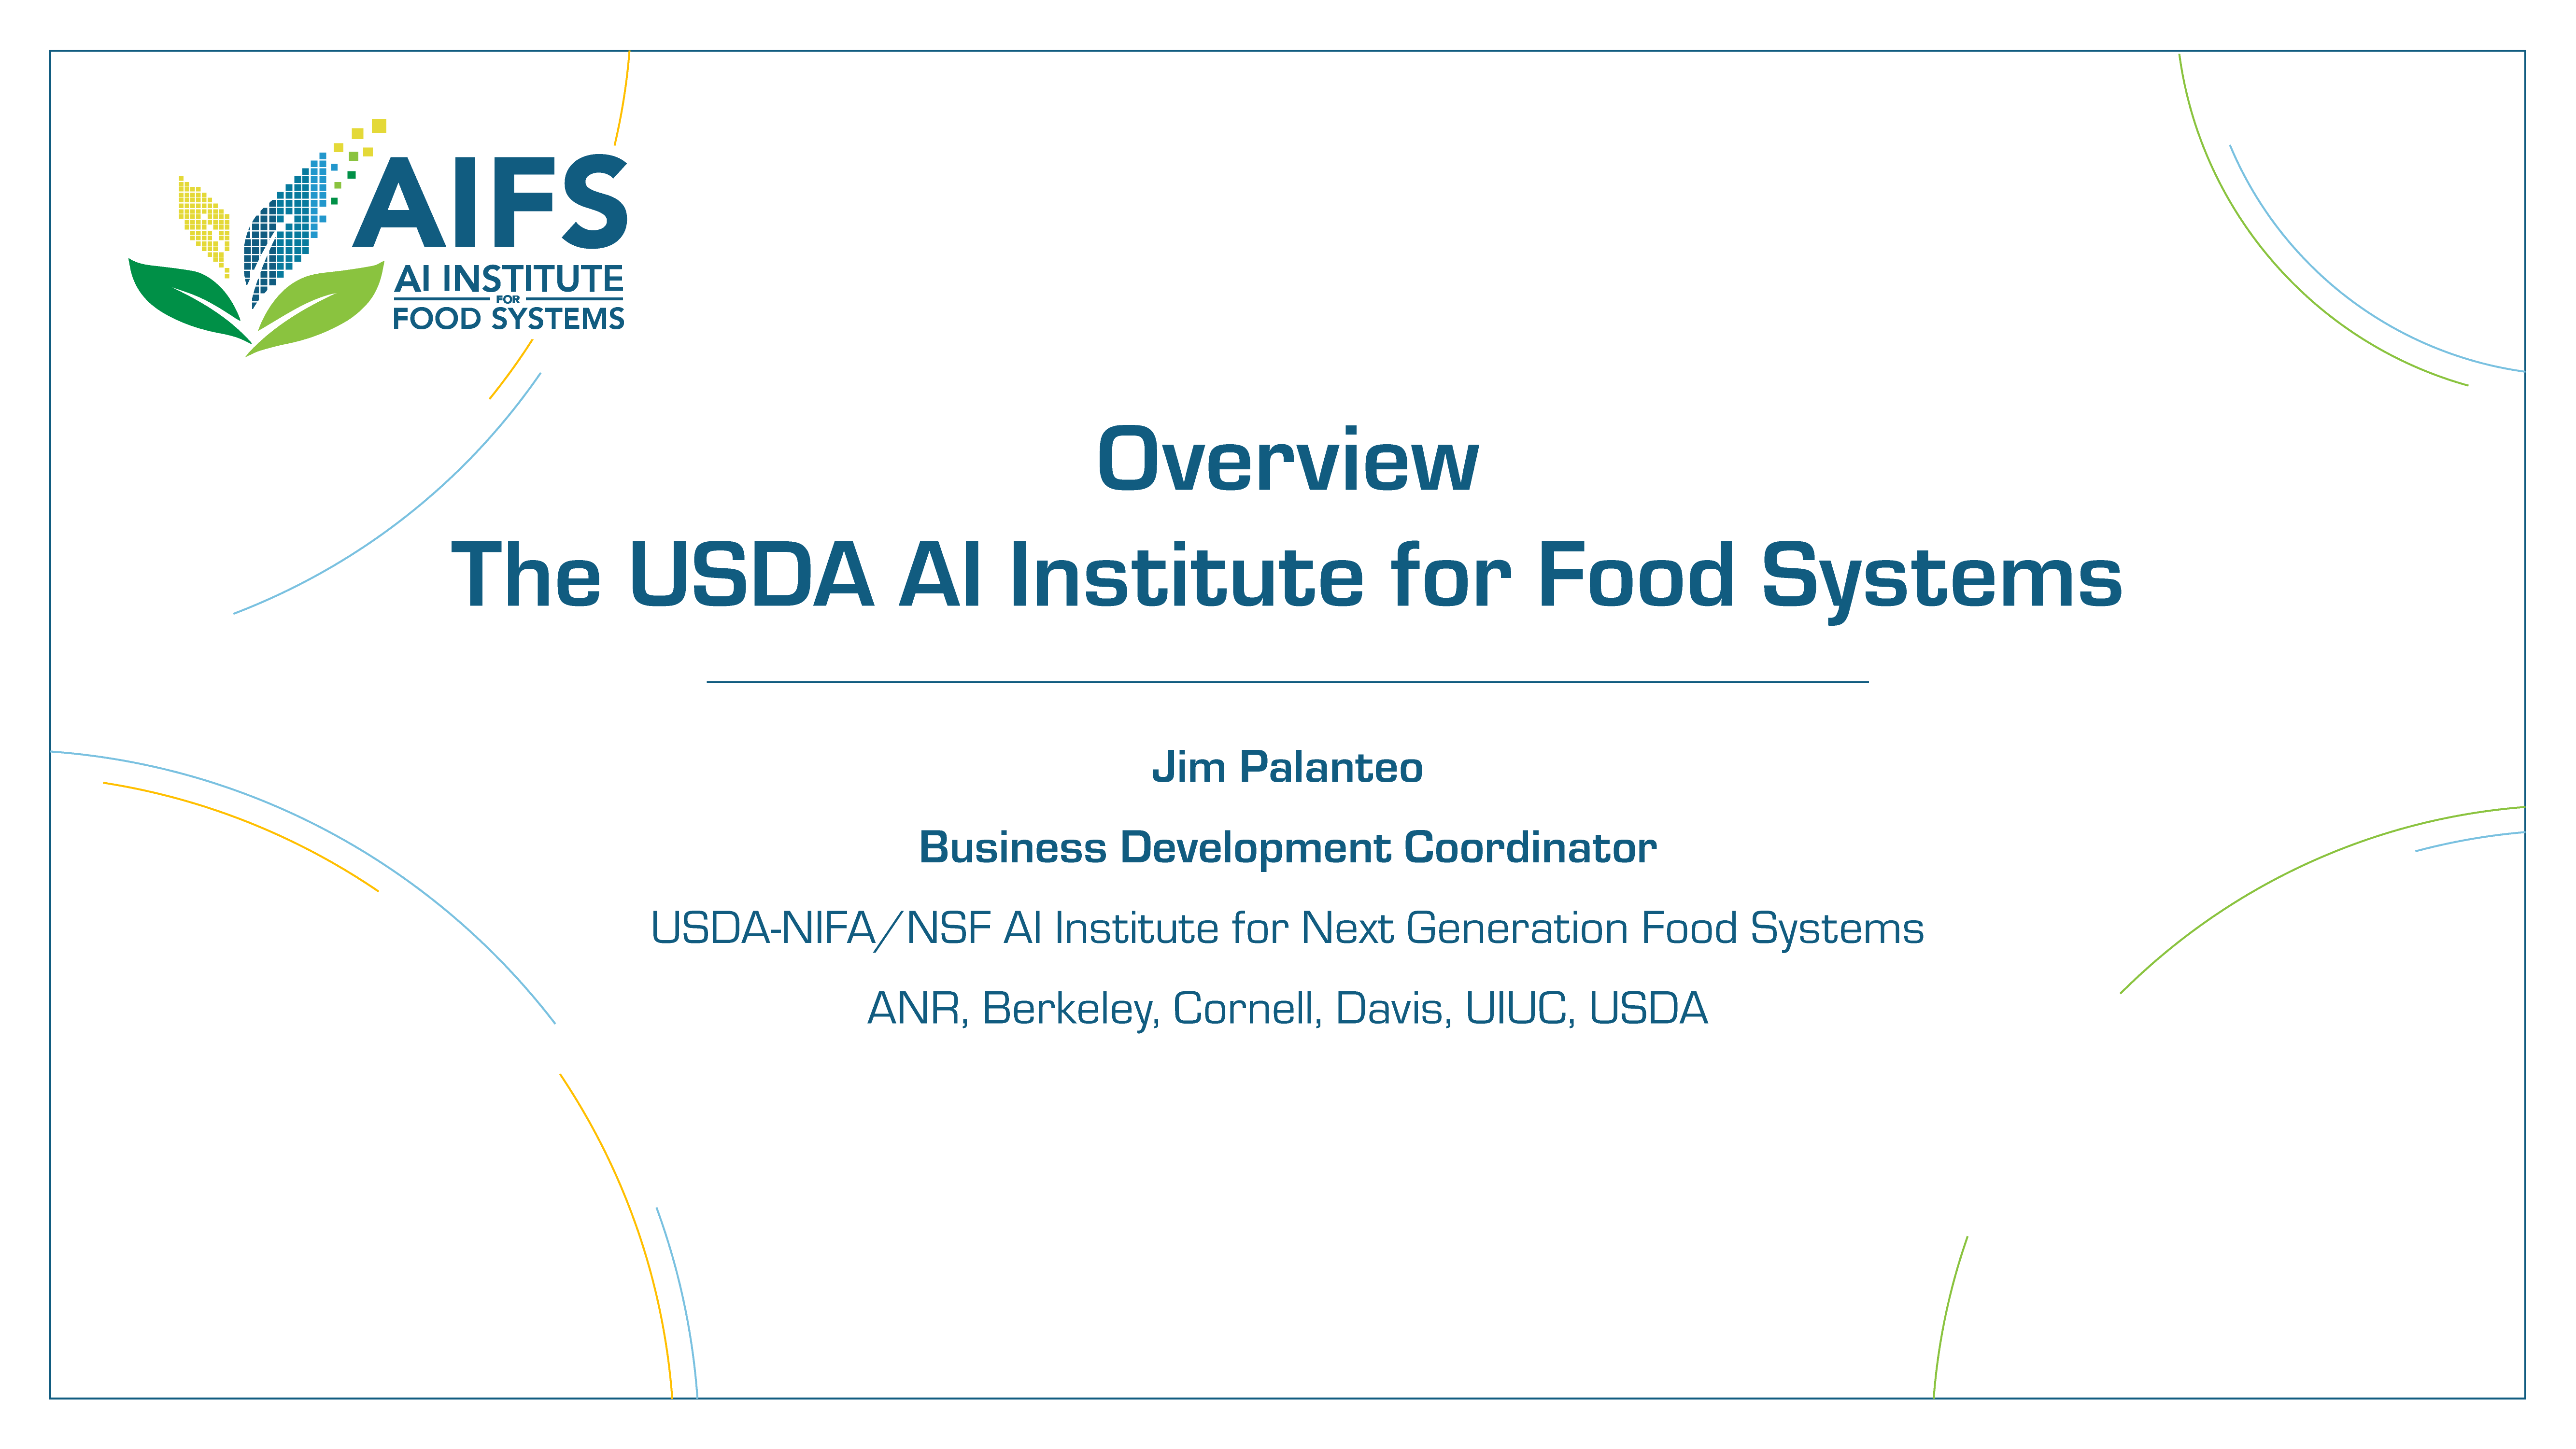 AIFS
AI INSTITUTE
FOR
FOOD SYSTEMS
Overview
The USDA AI Institute for Food Systems
Jim Palanteo
Business Development Coordinator
USDA-NIFA/NSF AI Institute for Next Generation Food Systems
ANR, Berkeley, Cornell, Davis, UIUC, USDA